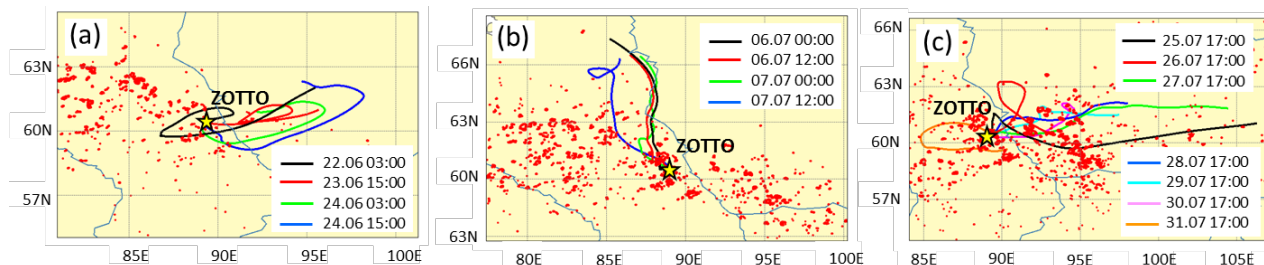 (a)
63N
60N
57N
ZOTTO
22.06 03:00
23.06 15:00
24.06 03:00
24.06 15:00
85E 90E 95E 100E
(b)
66N
63N
60N
63N
ZOTTO
06.07 00:00
06.07 12:00
07.07 00:00
07.07 12:00
85E 90E 95E 100E
(c)
66N
63N
60N
57N
ZOTTO
25.07 17:00
26.07 17:00
27.07 17:00
28.07 17:00
29.07 17:00
30.07 17:00
31.07 17:00
85E 90E 95E 100E 105E